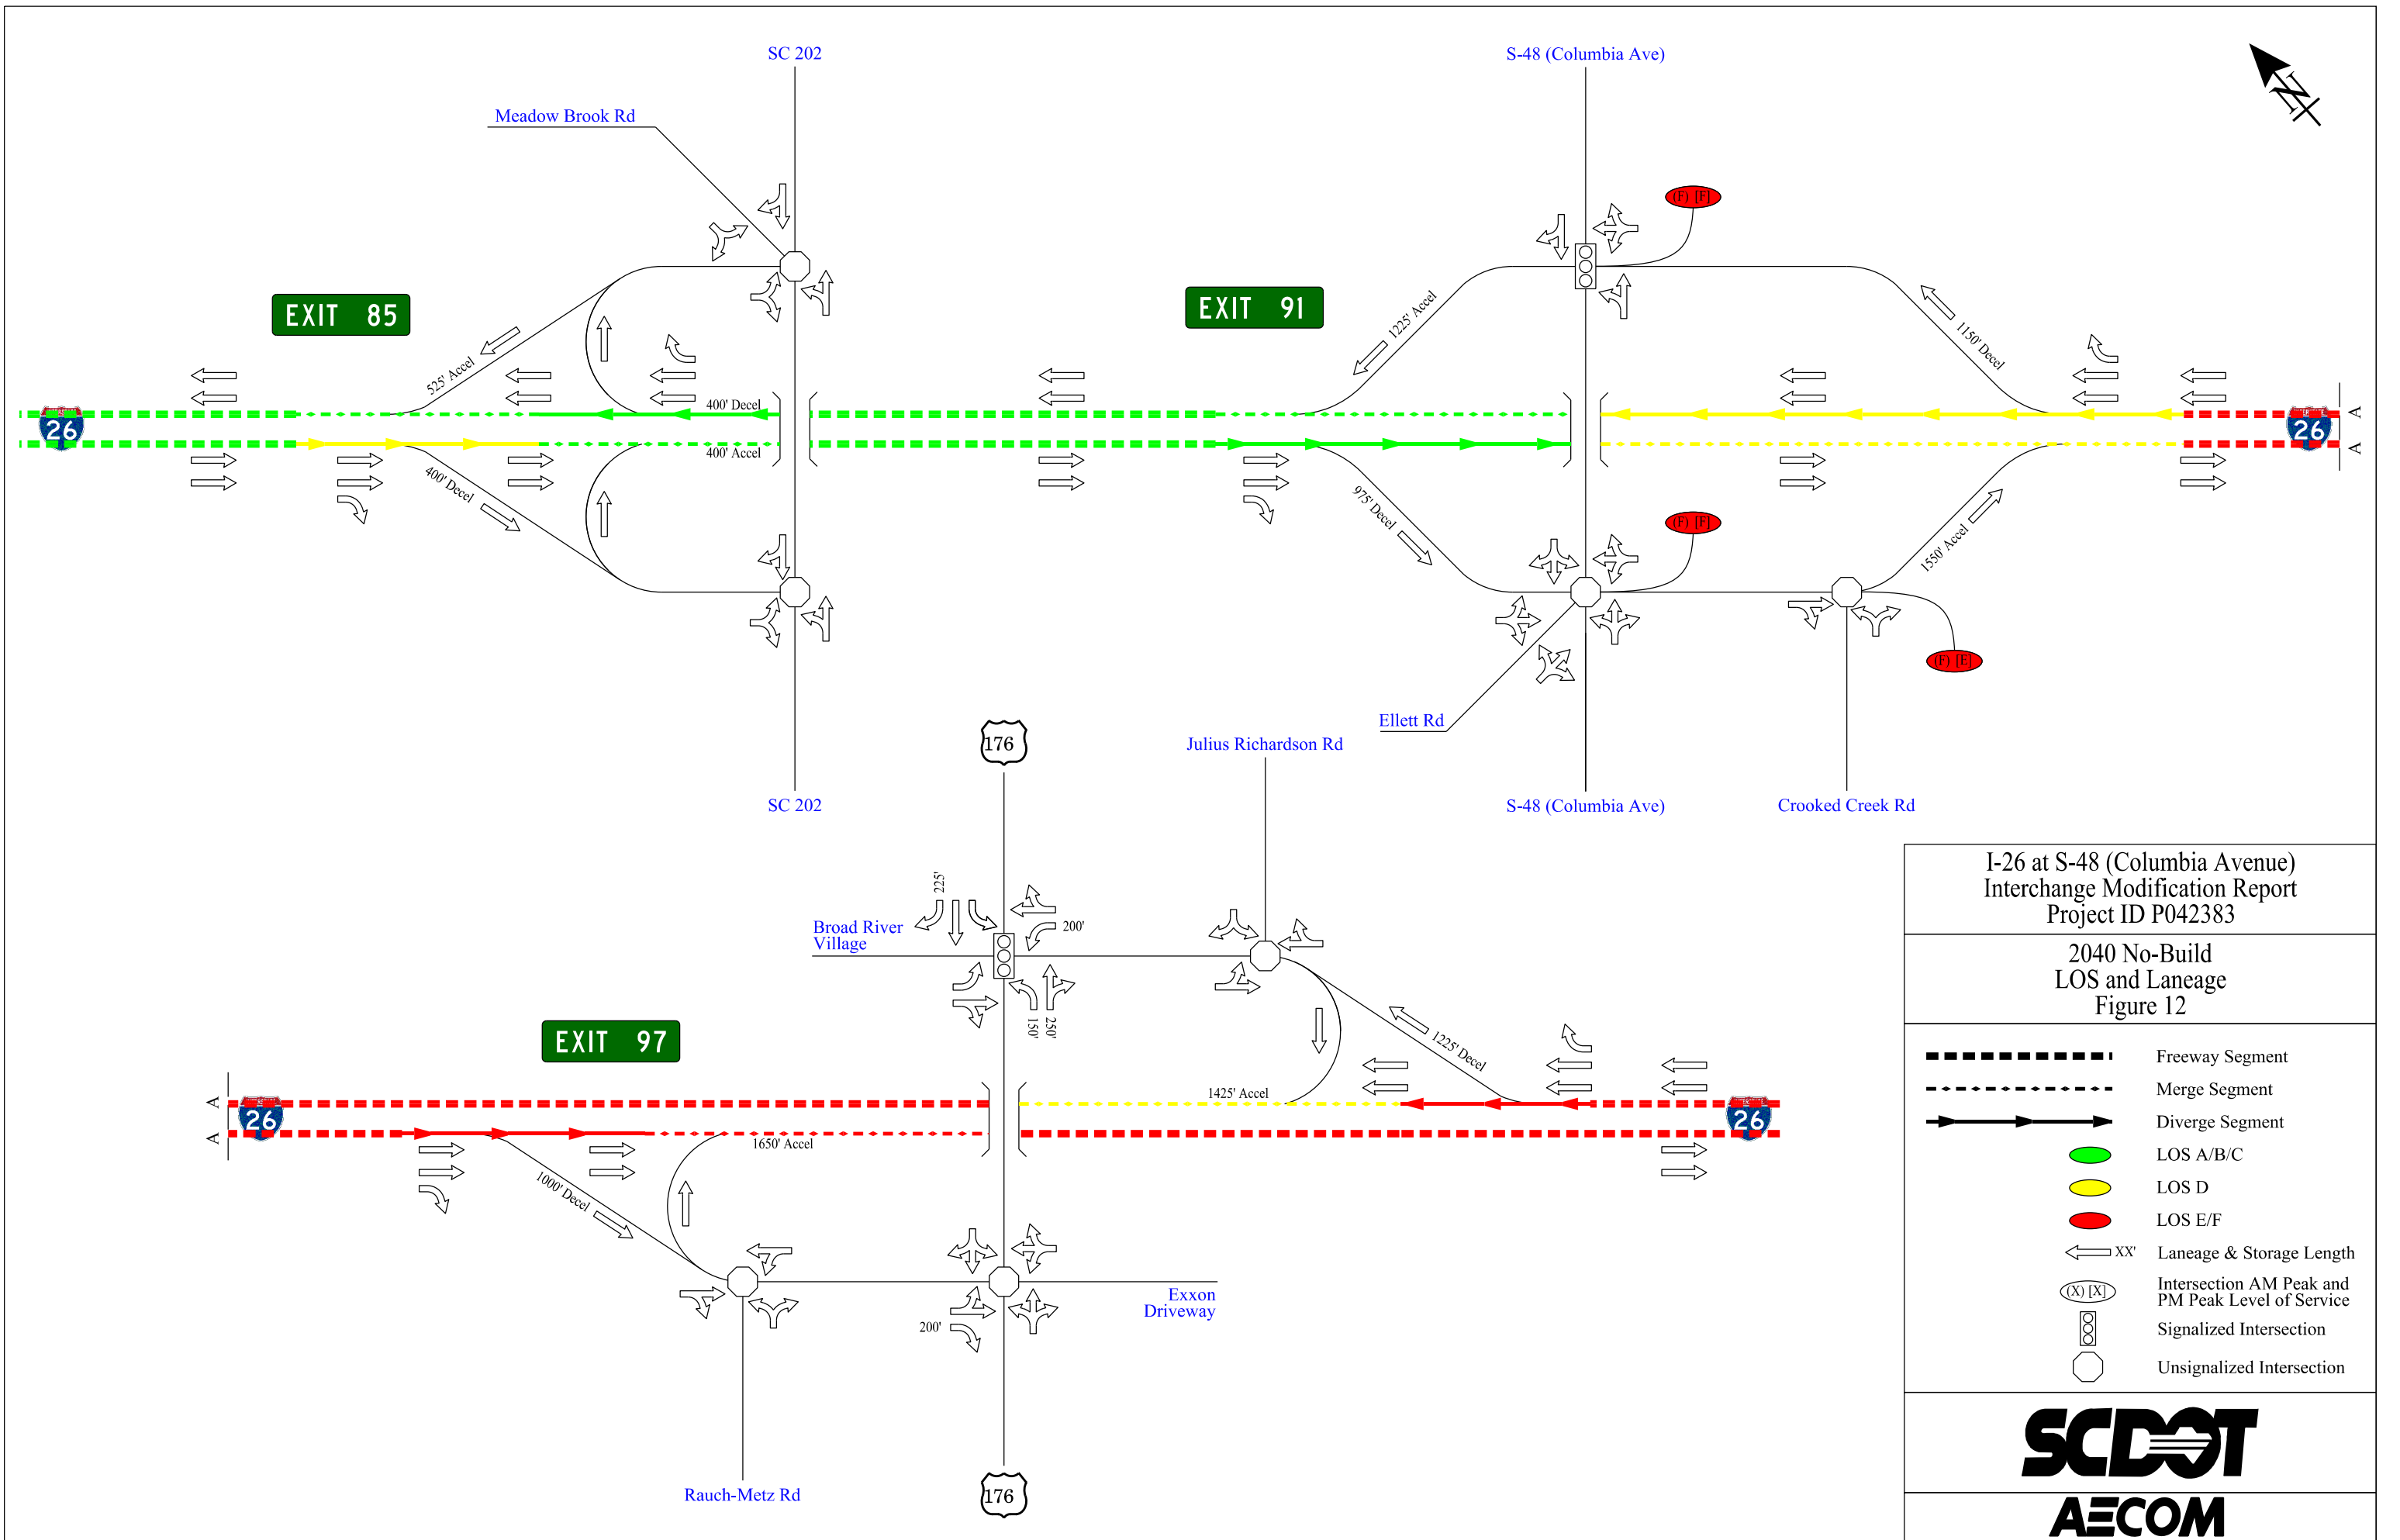 SC 202
S-48 (Columbia Ave)
N
Meadow Brook Rd
(F) [F]
EXIT 85
EXIT 91
1225' Accel
1150' Decel
525' Accel
400' Decel
26
A
26
A
400' Accel
400' Decel
975' Decel
(F) [F]
1550' Accel
(F) [E]
Ellett Rd
176
Julius Richardson Rd
SC 202
S-48 (Columbia Ave)
Crooked Creek Rd
225'
Broad River
Village
200'
150'
250'
EXIT 97
1225' Decel
1425' Accel
A
26
A
26
1650' Accel
1000' Decel
Exxon
Driveway
200'
Rauch-Metz Rd
176
I-26 at S-48 (Columbia Avenue)
Interchange Modification Report
Project ID P042383
2040 No-Build
LOS and Laneage
Figure 12
Freeway Segment
Merge Segment
Diverge Segment
LOS A/B/C
LOS D
LOS E/F
XX' Laneage & Storage Length
(X) [X] Intersection AM Peak and
PM Peak Level of Service
Signalized Intersection
Unsignalized Intersection
SCDOT
AECOM